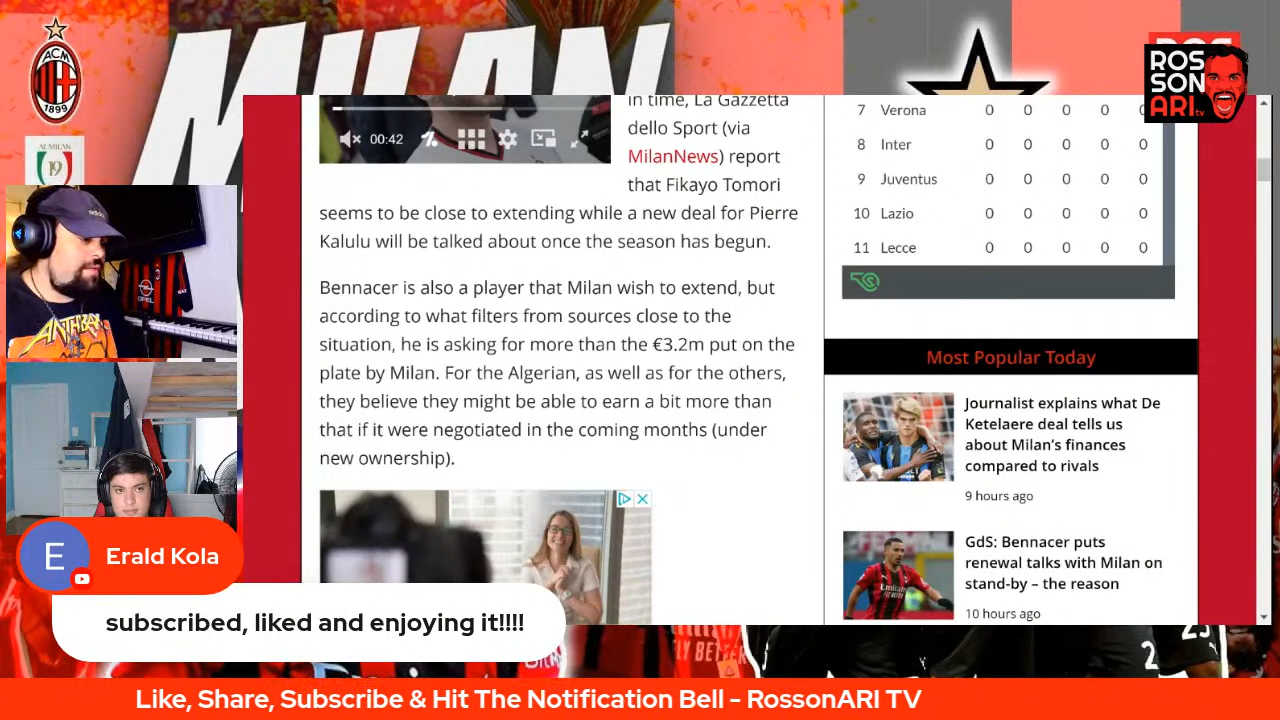 MILAN
ACM
1899
ACMILAN
19
ROS
SON
ARI
tv
in time, La Gazzetta
dello Sport (via
MilanNews) report
that Fikayo Tomori
seems to be close to extending while a new deal for Pierre
Kalulu will be talked about once the season has begun.
00:42
Bennacer is also a player that Milan wish to extend, but
according to what filters from sources close to the
situation, he is asking for more than the €3.2m put on the
plate by Milan. For the Algerian, as well as for the others,
they believe they might be able to earn a bit more than
that if it were negotiated in the coming months (under
new ownership).
7 Verona 0 0 0 0 0
8 Inter 0 0 0 0 0
9 Juventus 0 0 0 0 0
10 Lazio 0 0 0 0 0
11 Lecce 0 0 0 0 0
Most Popular Today
Journalist explains what De
Ketelaere deal tells us
about Milan's finances
compared to rivals
9 hours ago
GdS: Bennacer puts
renewal talks with Milan on
stand-by – the reason
10 hours ago
OPEL
ANTHRAX
E
Erald Kola
subscribed, liked and enjoying it!!!!
Like, Share, Subscribe & Hit The Notification Bell - RossonARI TV